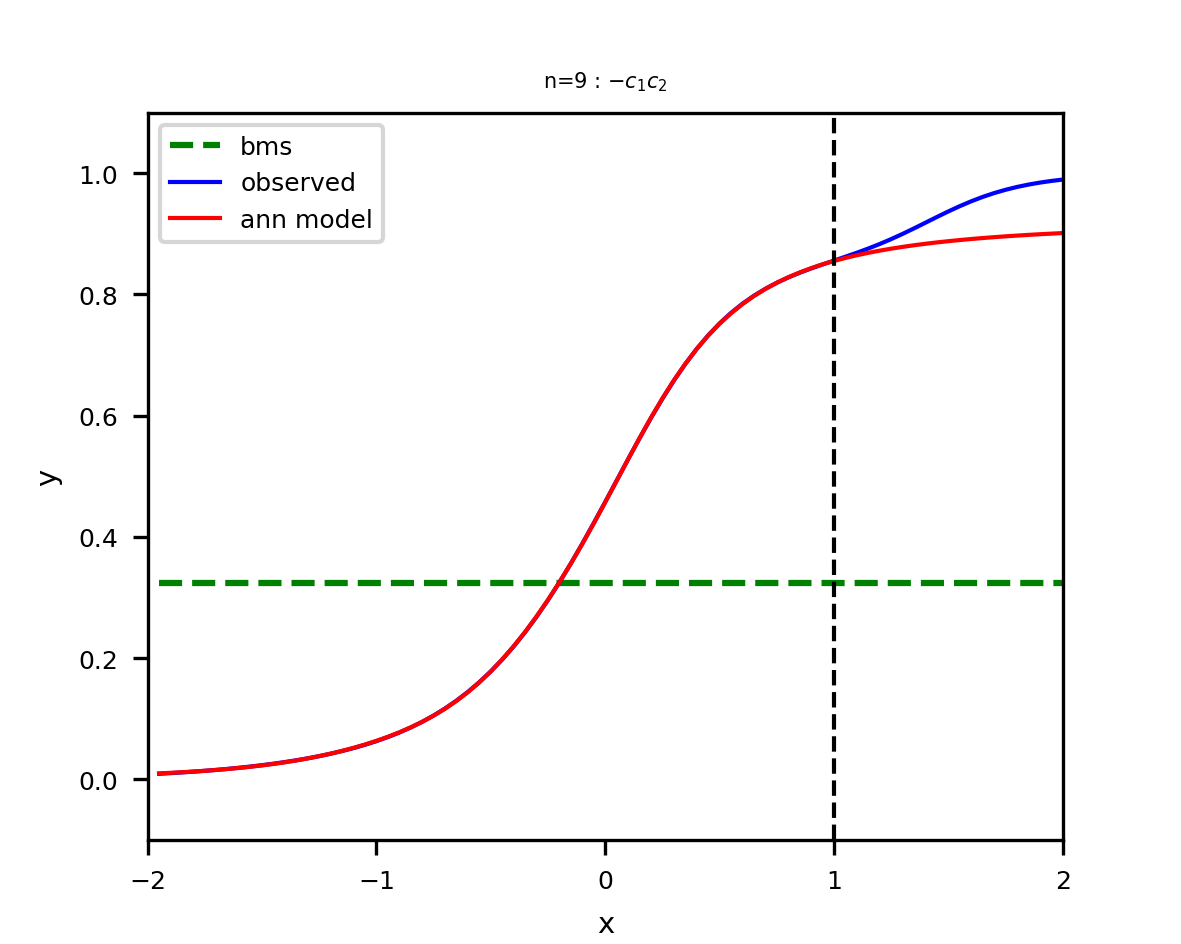 n=9 : −c₁c₂
bms
observed
ann model
1.0
0.8
0.6
0.4
0.2
0.0
y
−2 −1 0 1 2
x